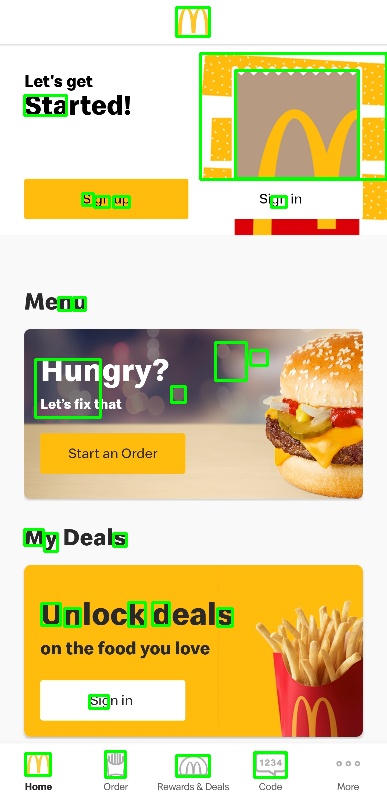 Let's get
Started!
Sign up
Sign in
Menu
Hungry?
Let's fix that
Start an Order
My Deals
Unlock deals
on the food you love
Sign in
1234
Home
Order
Rewards & Deals
Code
More